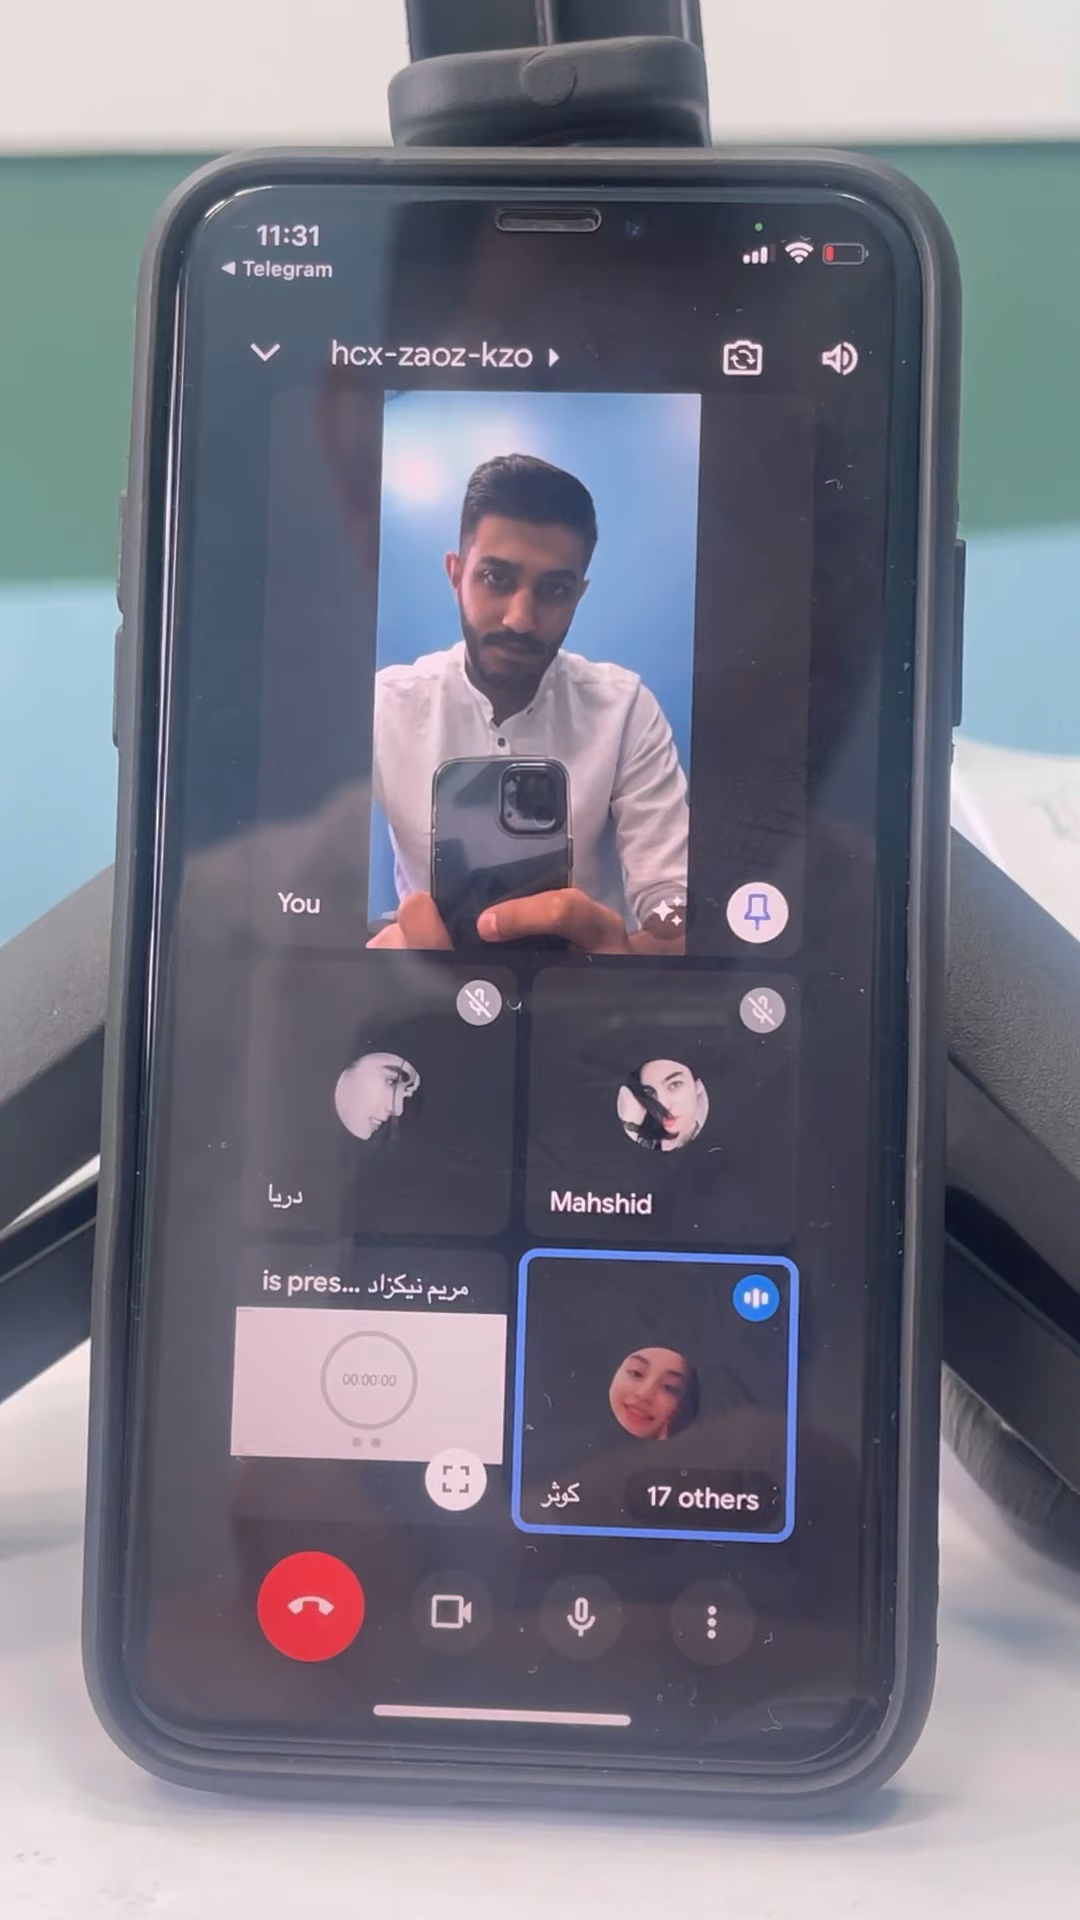 11:31
Telegram
hcx-zaoz-kzo
You
دریا
Mahshid
مریم نیکزاد is pres...
00:00:00
کوثر
17 others